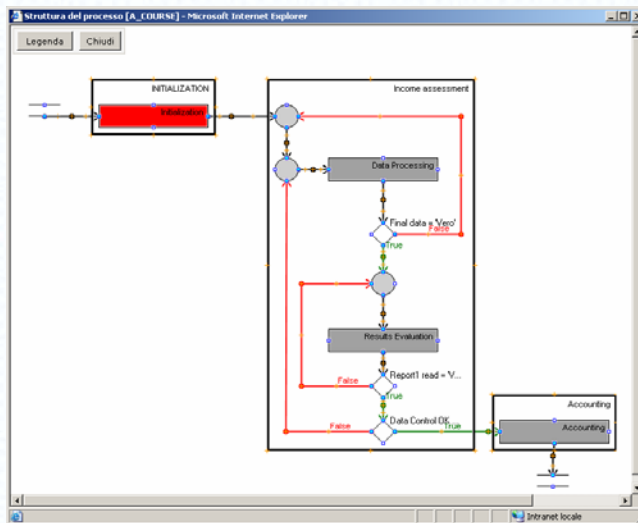 Struttura del processo [A_COURSE] - Microsoft Internet Explorer
Legenda
Chiudi
INITIALIZATION
Initialization
Income assessment
Data Processing
Final data = 'Vero'
False
True
Results Evaluation
Report1 read = 'V...
False
True
Data Control OK
False
True
Accounting
Accounting
Intranet locale